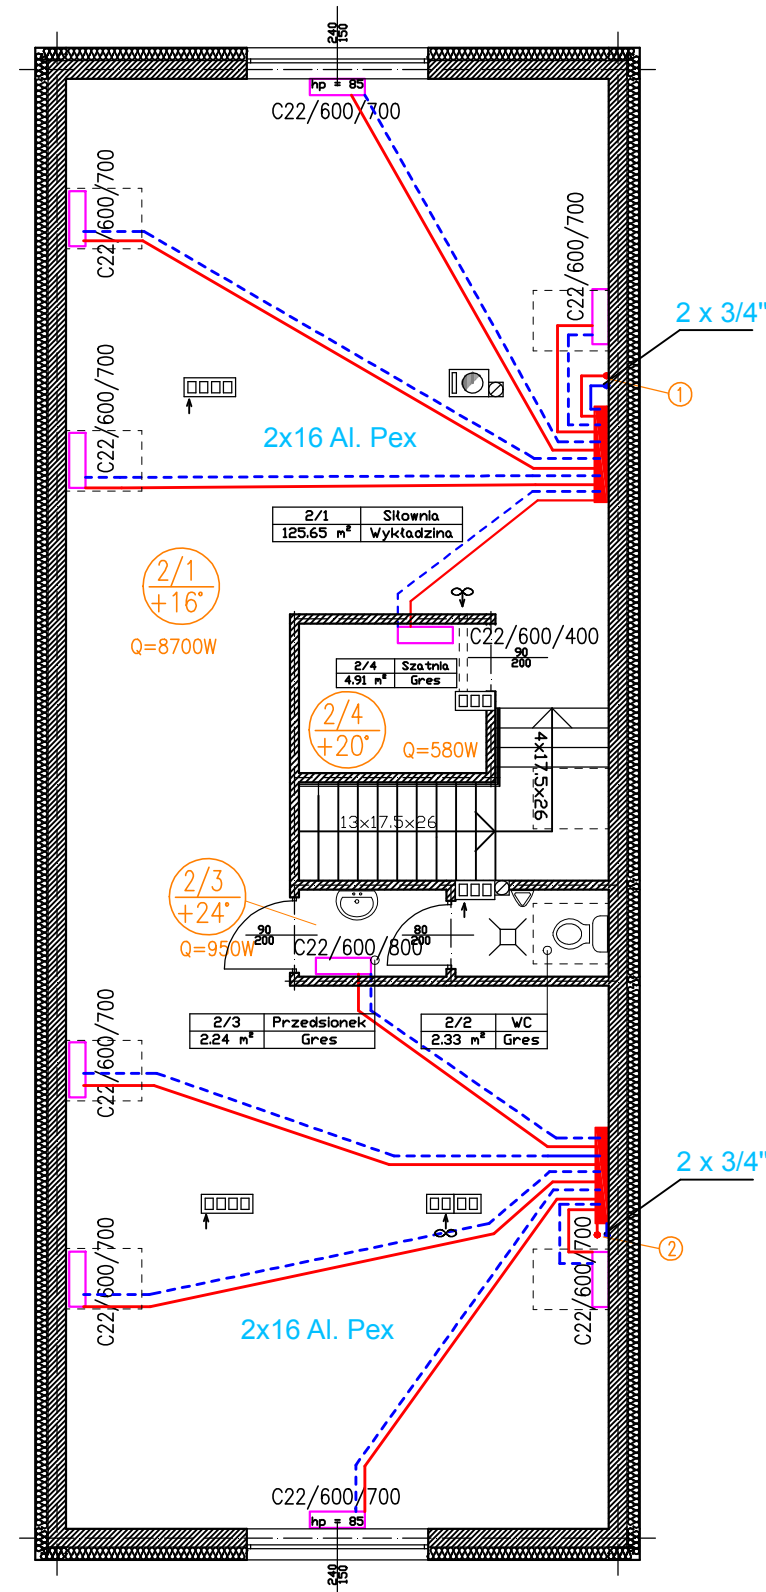 240
150
hp = 85
C22/600/700
C22/600/700
C22/600/700
2 x 3/4"
1
C22/600/700
2x16 Al. Pex
2/1 Siłownia
125.65 m² Wykładzina
2/1
+16°
Q=8700W
C22/600/400
90
200
2/4 Szatnia
4.91 m² Gres
2/4
+20°
Q=580W
4x17.5x26
13x17.5x26
2/3
+24°
Q=950W
90
200
C22/600/800
80
200
2/3 Przedsionek
2.24 m² Gres
2/2 WC
2.33 m² Gres
C22/600/700
2 x 3/4"
2
C22/600/700
C22/600/700
2x16 Al. Pex
C22/600/700
hp = 85
240
150